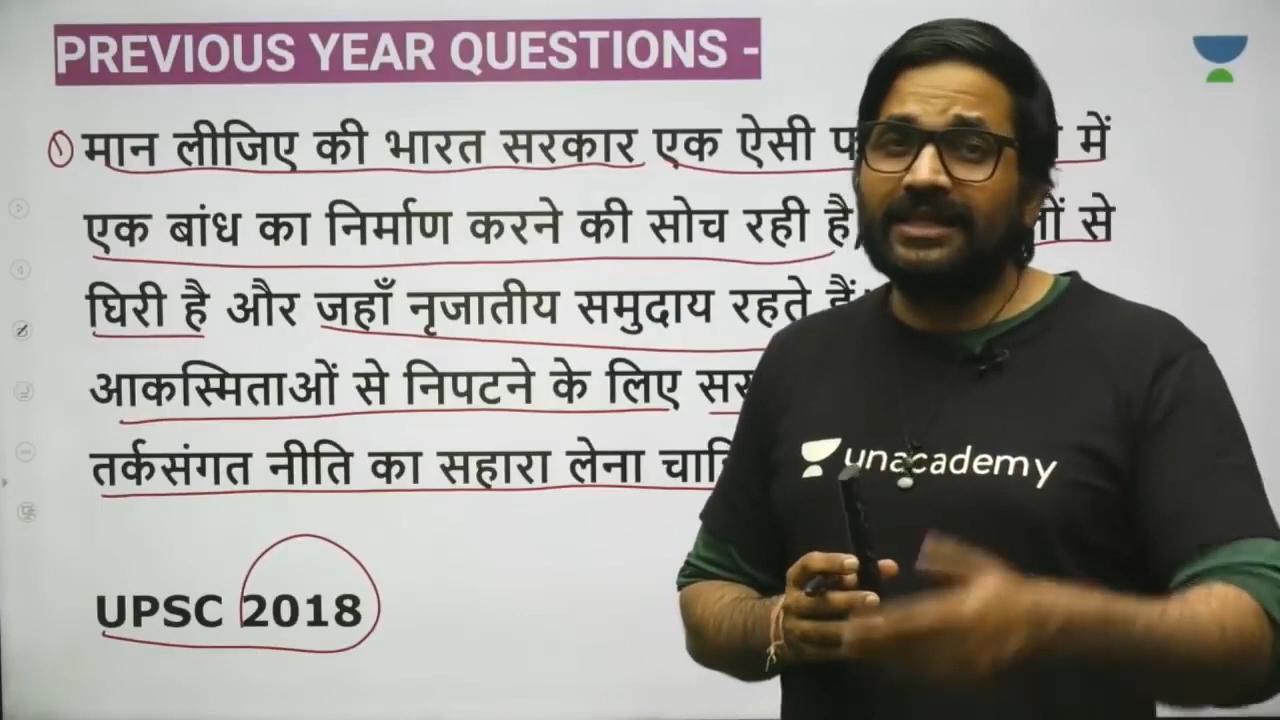 PREVIOUS YEAR QUESTIONS -
मान लीजिए की भारत सरकार एक ऐसी में
एक बांध का निर्माण करने की सोच रही है, से
घिरी है और जहाँ नृजातीय समुदाय रहते हैं
आकस्मिताओं से निपटने के लिए
तर्कसंगत नीति का सहारा लेना
UPSC 2018
unacademy